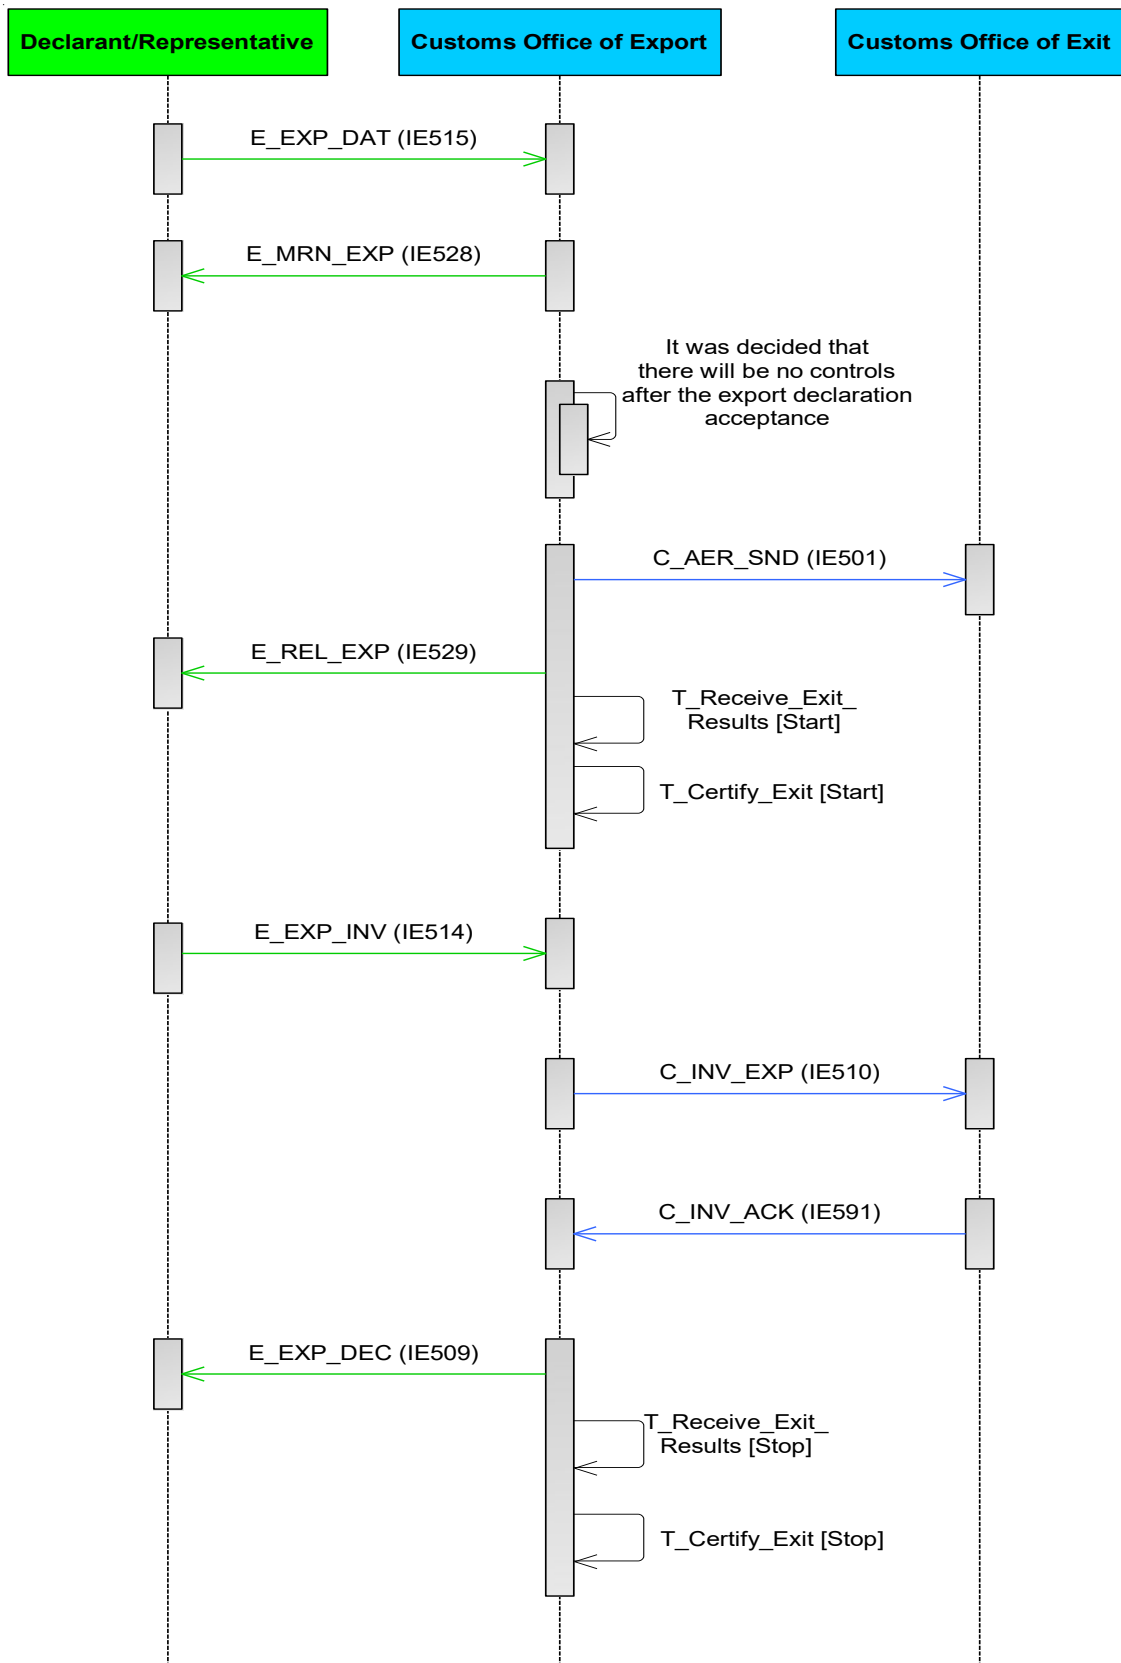 Declarant/Representative
Customs Office of Export
Customs Office of Exit
E_EXP_DAT (IE515)
E_MRN_EXP (IE528)
It was decided that
there will be no controls
after the export declaration
acceptance
C_AER_SND (IE501)
E_REL_EXP (IE529)
T_Receive_Exit_
Results [Start]
T_Certify_Exit [Start]
E_EXP_INV (IE514)
C_INV_EXP (IE510)
C_INV_ACK (IE591)
E_EXP_DEC (IE509)
T_Receive_Exit_
Results [Stop]
T_Certify_Exit [Stop]